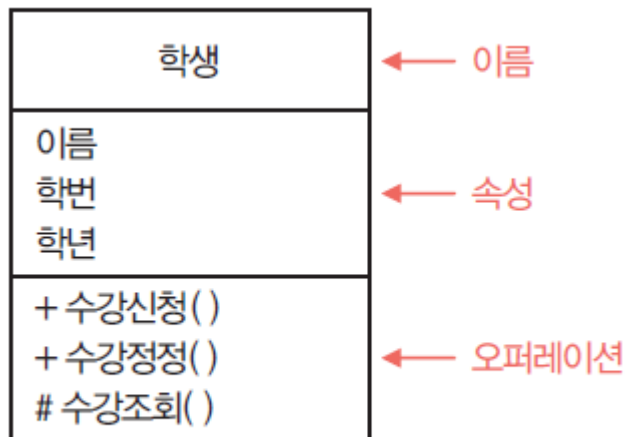 학생
이름
이름
학번
학년
속성
+ 수강신청( )
+ 수강정정( )
# 수강조회( )
오퍼레이션